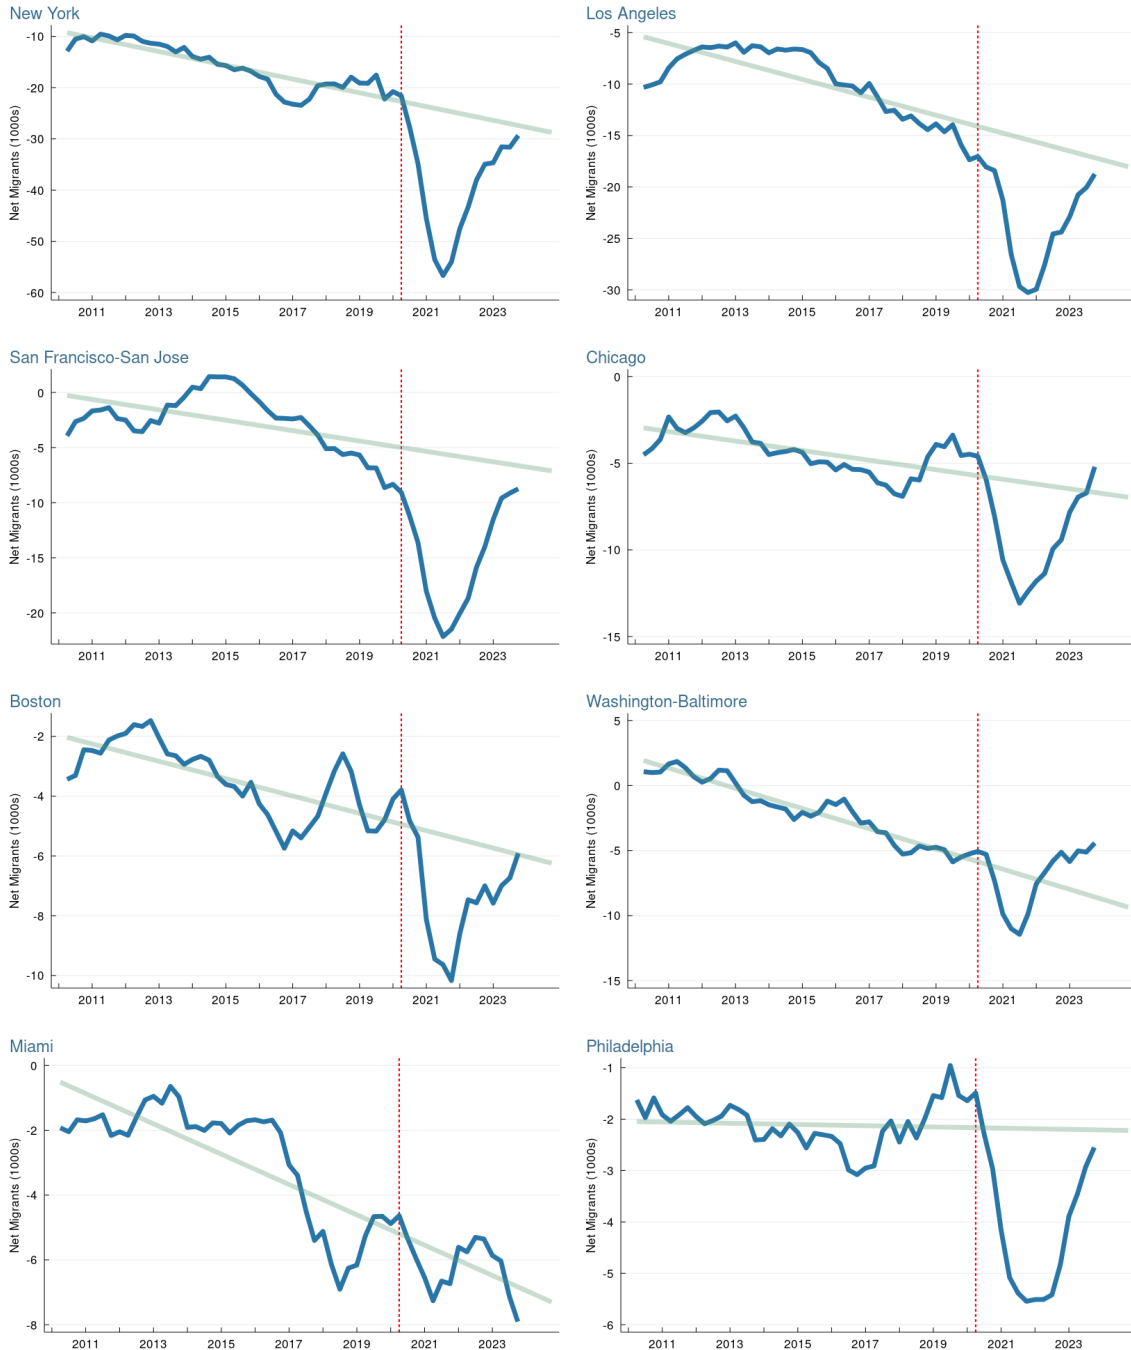 New York
Net Migrants (1000s)
-10
-20
-30
-40
-50
-60
2011 2013 2015 2017 2019 2021 2023
Los Angeles
Net Migrants (1000s)
-5
-10
-15
-20
-25
-30
2011 2013 2015 2017 2019 2021 2023
San Francisco-San Jose
Net Migrants (1000s)
0
-5
-10
-15
-20
2011 2013 2015 2017 2019 2021 2023
Chicago
Net Migrants (1000s)
0
-5
-10
-15
2011 2013 2015 2017 2019 2021 2023
Boston
Net Migrants (1000s)
-2
-4
-6
-8
-10
2011 2013 2015 2017 2019 2021 2023
Washington-Baltimore
Net Migrants (1000s)
5
0
-5
-10
-15
2011 2013 2015 2017 2019 2021 2023
Miami
Net Migrants (1000s)
0
-2
-4
-6
-8
2011 2013 2015 2017 2019 2021 2023
Philadelphia
Net Migrants (1000s)
-1
-2
-3
-4
-5
-6
2011 2013 2015 2017 2019 2021 2023